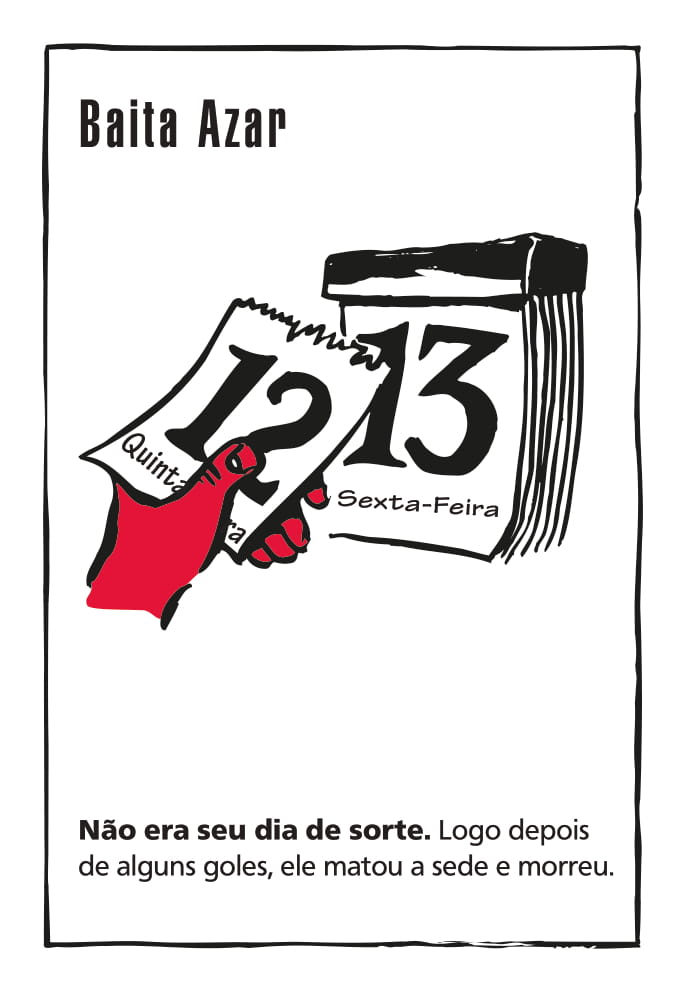 Baita Azar
12
13
Quinta
ra
Sexta-Feira
Não era seu dia de sorte. Logo depois
de alguns goles, ele matou a sede e morreu.